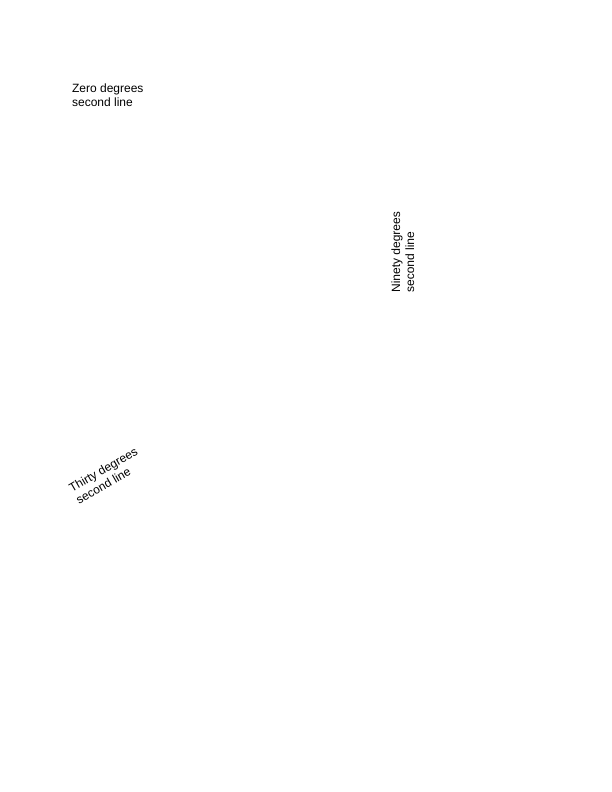 Zero degrees
second line
Ninety degrees
second line
Thirty degrees
second line